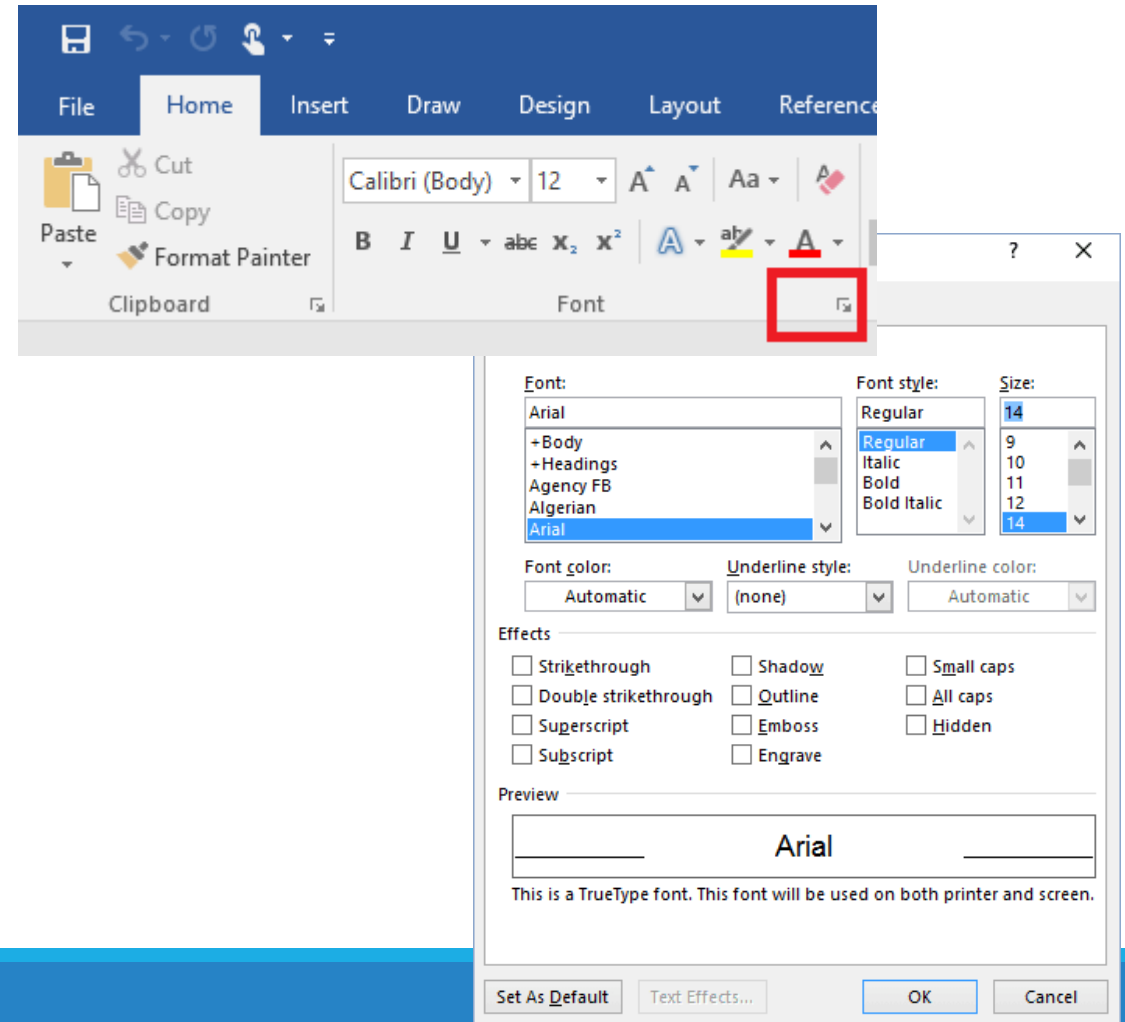 File Home Insert Draw Design Layout Reference
Cut
Copy
Paste
Format Painter
Clipboard
Calibri (Body) 12 A A Aa A
B I U abc X₂ X² A ab A
Font
? X
Font: Font style: Size:
Arial Regular 14
+Body Regular 9
+Headings Italic 10
Agency FB Bold 11
Algerian Bold Italic 12
Arial 14
Font color: Underline style: Underline color:
Automatic (none) Automatic
Effects
Strikethrough Shadow Small caps
Double strikethrough Outline All caps
Superscript Emboss Hidden
Subscript Engrave
Preview
Arial
This is a TrueType font. This font will be used on both printer and screen.
Set As Default Text Effects... OK Cancel